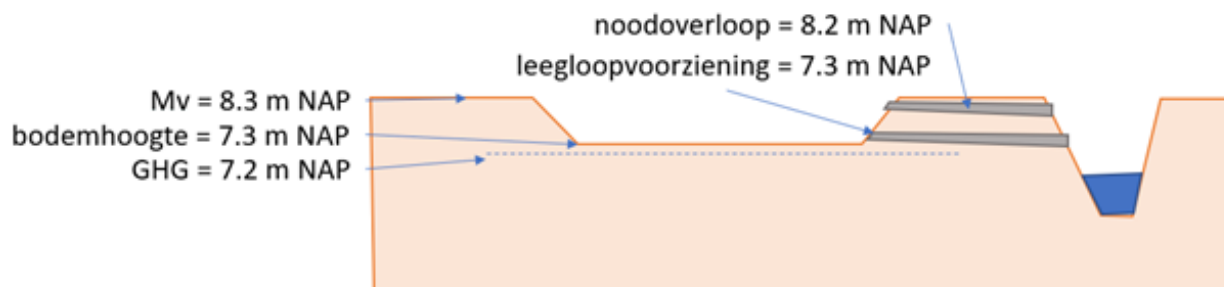 noodoverloop = 8.2 m NAP
leegloopvoorziening = 7.3 m NAP
Mv = 8.3 m NAP
bodemhoogte = 7.3 m NAP
GHG = 7.2 m NAP